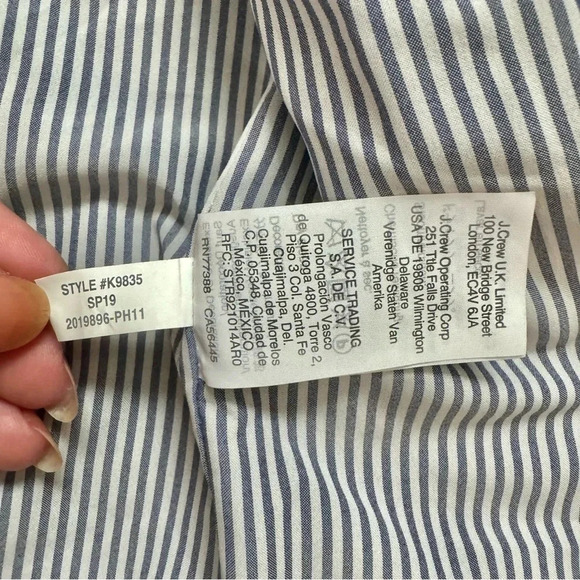 STYLE #K9835
SP19
2019896-PH11
J.Crew U.K. Limited
100 New Bridge Street
London, EC4V 6JA
J.Crew Operating Corp
251 The Falls Drive
USA DE 19808 Wilmington
Delaware
Verenidge Staten Van
Amerika
SERVICE TRADING
S.A. DE C.V.
Prolongación Vasco
de Quiroga 4800, Torre 2,
Piso 3 Col. Santa Fe
Cuajimalpa, Del.
Cuajimalpa de Morelos
C.P. 05348, Ciudad de
México, MEXICO
R.F.C: STR921014AR0
RN77388 CA56445